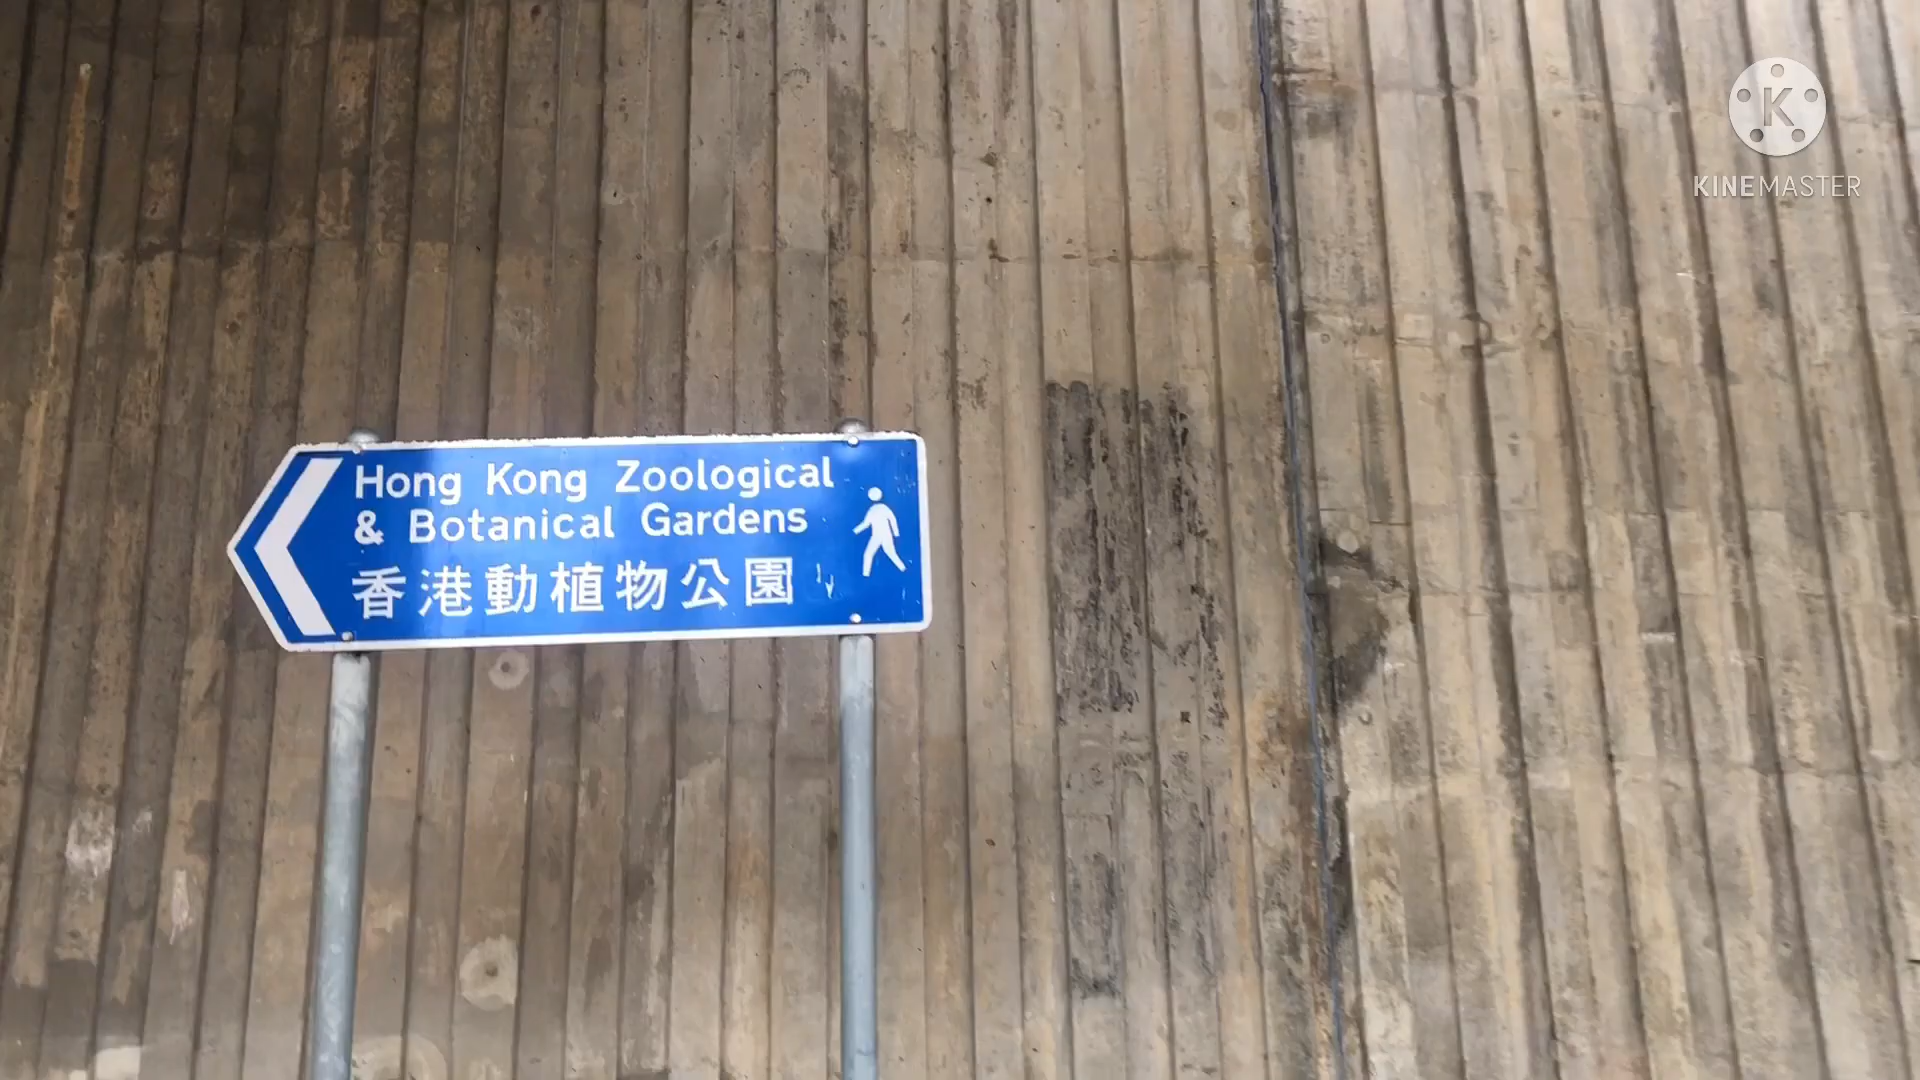 Hong Kong Zoological
& Botanical Gardens
香港動植物公園
K
KINEMASTER